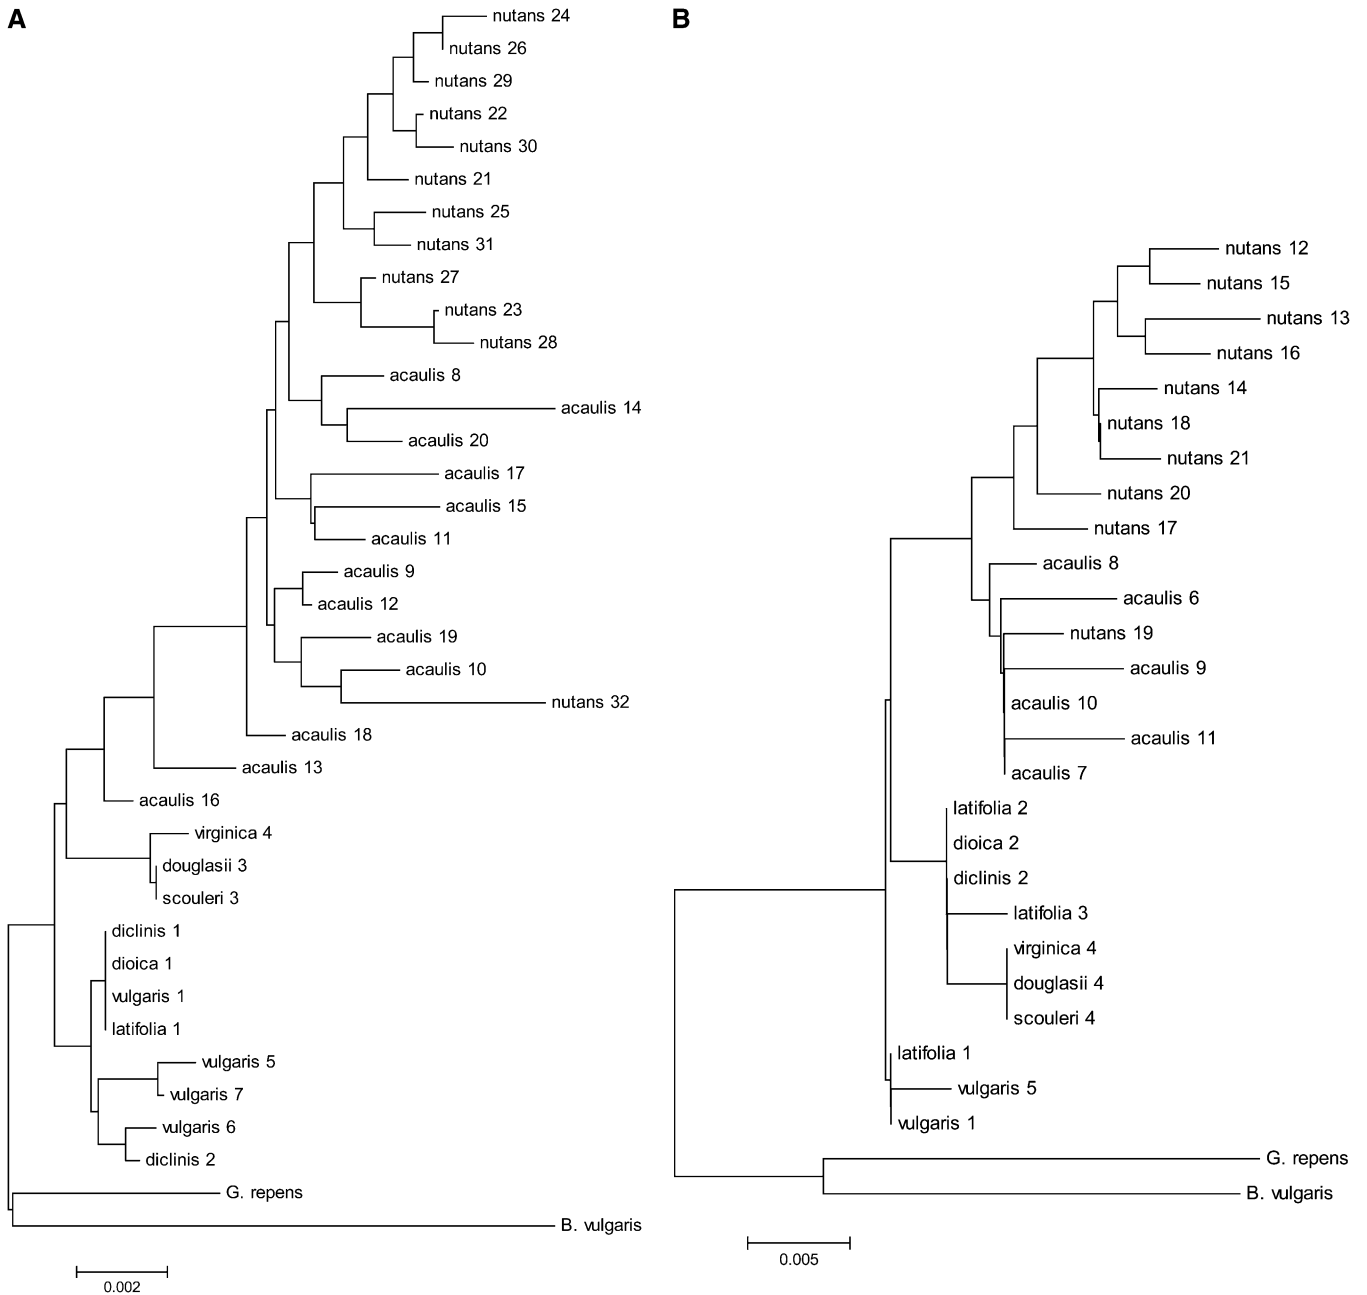 A
nutans 24
nutans 26
nutans 29
nutans 22
nutans 30
nutans 21
nutans 25
nutans 31
nutans 27
nutans 23
nutans 28
acaulis 8
acaulis 14
acaulis 20
acaulis 17
acaulis 15
acaulis 11
acaulis 9
acaulis 12
acaulis 19
acaulis 10
nutans 32
acaulis 18
acaulis 13
acaulis 16
virginica 4
douglasii 3
scouleri 3
diclinis 1
dioica 1
vulgaris 1
latifolia 1
vulgaris 5
vulgaris 7
vulgaris 6
diclinis 2
G. repens
B. vulgaris
0.002
B
nutans 12
nutans 15
nutans 13
nutans 16
nutans 14
nutans 18
nutans 21
nutans 20
nutans 17
acaulis 8
acaulis 6
nutans 19
acaulis 9
acaulis 10
acaulis 11
acaulis 7
latifolia 2
dioica 2
diclinis 2
latifolia 3
virginica 4
douglasii 4
scouleri 4
latifolia 1
vulgaris 5
vulgaris 1
G. repens
B. vulgaris
0.005